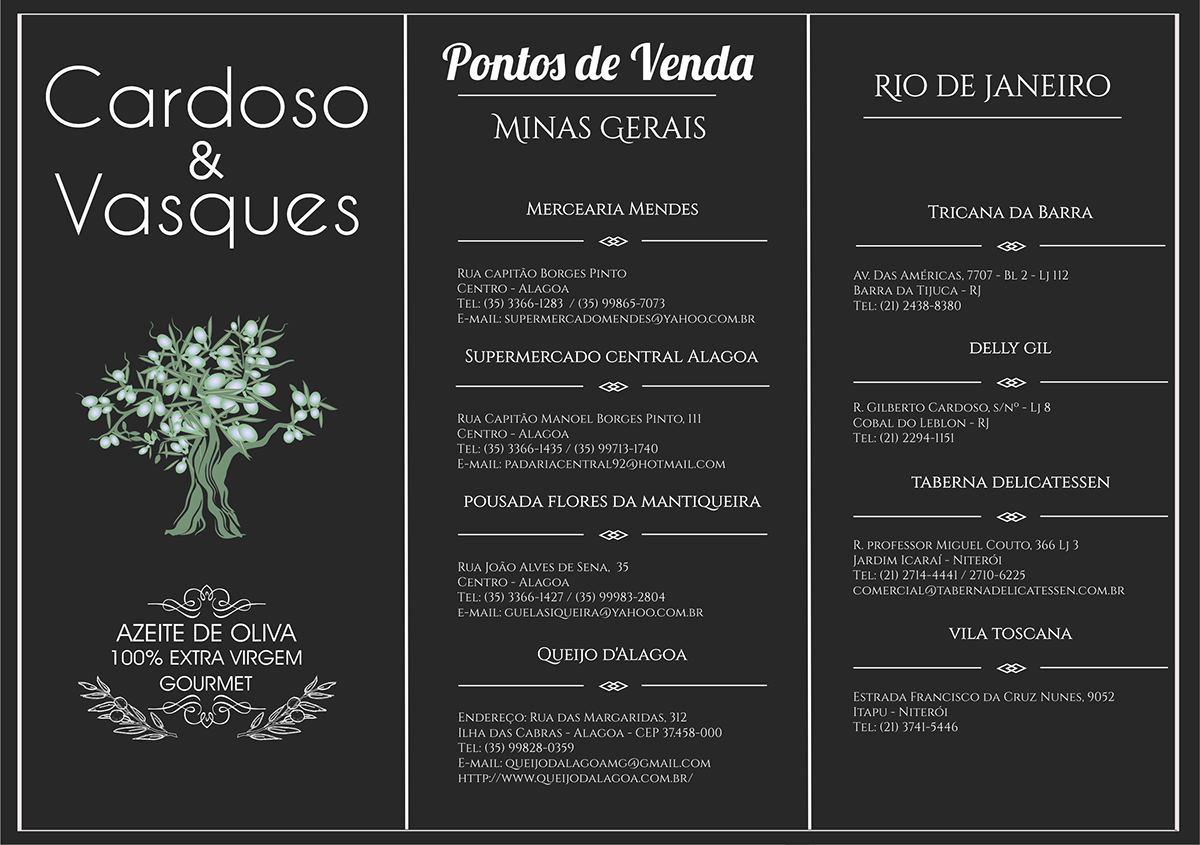 Cardoso
&
Vasques
AZEITE DE OLIVA
100% EXTRA VIRGEM
GOURMET
Pontos de Venda
Minas Gerais
Mercearia Mendes
Rua capitão Borges Pinto
Centro - Alagoa
Tel: (35) 3366-1283 / (35) 99865-7073
E-mail: supermercadomendes@yahoo.com.br
Supermercado central Alagoa
Rua Capitão Manoel Borges Pinto, 111
Centro - Alagoa
Tel: (35) 3366-1435 / (35) 99713-1740
E-mail: padariacentral92@hotmail.com
pousada flores da mantiqueira
Rua João Alves de Sena, 35
Centro - Alagoa
Tel: (35) 3366-1427 / (35) 99983-2804
e-mail: guelasiqueira@yahoo.com.br
Queijo d'Alagoa
Endereço: Rua das Margaridas, 312
Ilha das Cabras - Alagoa - CEP 37.458-000
Tel: (35) 99828-0359
E-mail: queijodalagoamg@gmail.com
http://www.queijodalagoa.com.br/
Rio de Janeiro
Tricana da Barra
Av. Das Américas, 7707 - Bl 2 - Lj 112
Barra da Tijuca - RJ
Tel: (21) 2438-8380
delly gil
R. Gilberto Cardoso, s/nº - Lj 8
Cobal do Leblon - RJ
Tel: (21) 2294-1151
taberna delicatessen
R. professor Miguel Couto, 366 Lj 3
Jardim Icaraí - Niterói
Tel: (21) 2714-4441 / 2710-6225
comercial@tabernadelicatessen.com.br
vila toscana
Estrada Francisco da Cruz Nunes, 9052
Itapu - Niterói
Tel: (21) 3741-5446